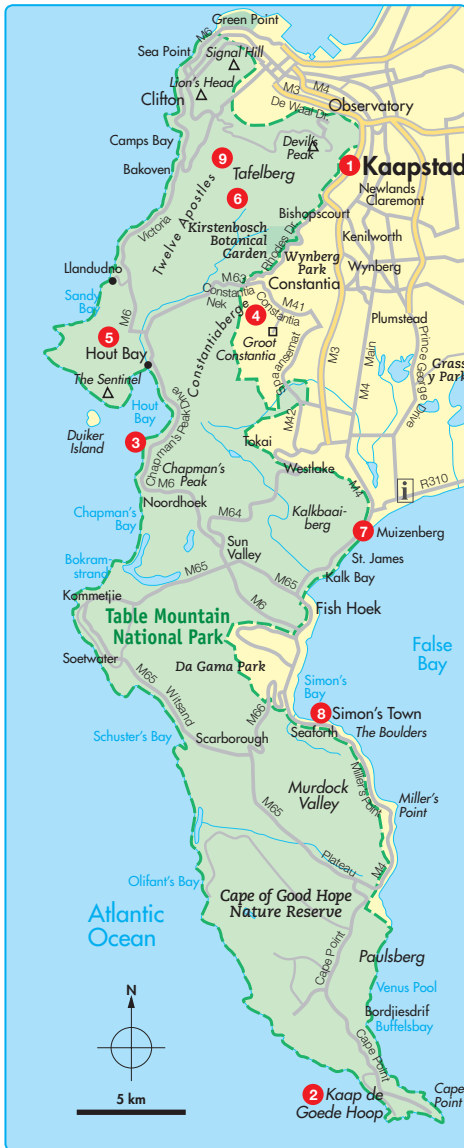 Green Point
M6
Sea Point
Signal Hill
M3
M4
Lion's Head
Clifton
De Waal Dr.
Observatory
Camps Bay
Devil's
Peak
9
Tafelberg
1 Kaapstad
Bakoven
6
Newlands
Claremont
Twelve Apostles
Victoria
Bishopscourt
Kirstenbosch
Botanical
Garden
Rhodes Dr.
Kenilworth
Wynberg
Park
Wynberg
Llandudno
M63
Constantia
Constantia
Nek
M41
Constantia
Sandy
Bay
M6
4
Plumstead
5
Hout Bay
Constantiaberge
Groot
Constantia
Spaansemat
M3
Main
M4
Prince George Drive
Grass
y Park
The Sentinel
Hout
Bay
M42
Duiker
Island
3
Chapman's Peak Drive
Tokai
Chapman's
Peak
Westlake
M4
R310
i
M6
Noordhoek
M64
Kalkbaai-
berg
Chapman's
Bay
7 Muizenberg
Sun
Valley
St. James
Bokram-
strand
M65
M65
Kalk Bay
Kommetjie
M6
Fish Hoek
Table Mountain
National Park
False
Bay
Soetwater
Da Gama Park
M65
Simon's
Bay
Witsand
M66
8 Simon's Town
Seaforth
The Boulders
Schuster's Bay
Scarborough
Murdock
Valley
Miller's Point
Miller's
Point
M65
Plateau
M4
Olifant's Bay
Cape of Good Hope
Nature Reserve
Atlantic
Ocean
Cape Point
Paulsberg
Venus Pool
N
Bordjiesdrif
Buffelsbay
Cape Point
5 km
2 Kaap de
Goede Hoop
Cape
Point